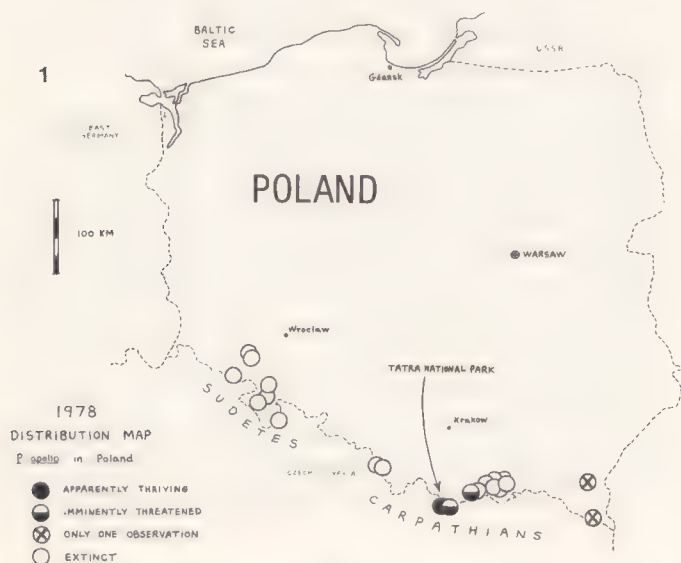 1
BALTIC
SEA
USSR
Gdansk
EAST
GERMANY
POLAND
100 KM
WARSAW
Wroclaw
TATRA NATIONAL PARK
SUDETES
Krakow
CARPATHIANS
1978
DISTRIBUTION MAP
P apollo in Poland
APPARENTLY THRIVING
IMMINENTLY THREATENED
ONLY ONE OBSERVATION
EXTINCT